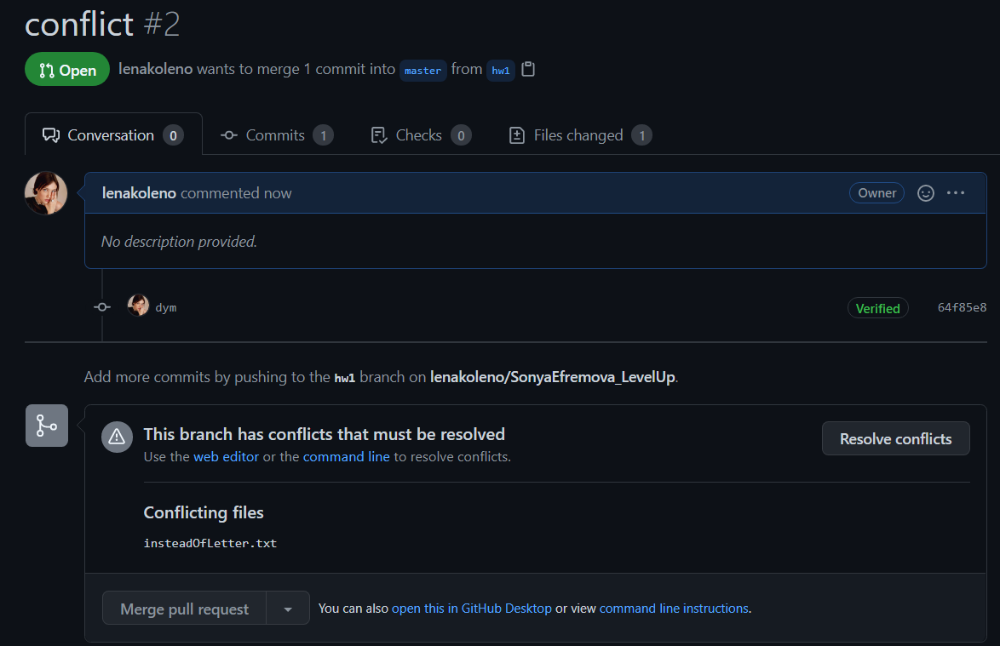 conflict #2
Open lenakoleno wants to merge 1 commit into master from hw1
Conversation 0 Commits 1 Checks 0 Files changed 1
lenakoleno commented now Owner
No description provided.
dym Verified 64f85e8
Add more commits by pushing to the hw1 branch on lenakoleno/SonyaEfremova_LevelUp.
This branch has conflicts that must be resolved
Use the web editor or the command line to resolve conflicts.
Resolve conflicts
Conflicting files
insteadOfLetter.txt
Merge pull request You can also open this in GitHub Desktop or view command line instructions.